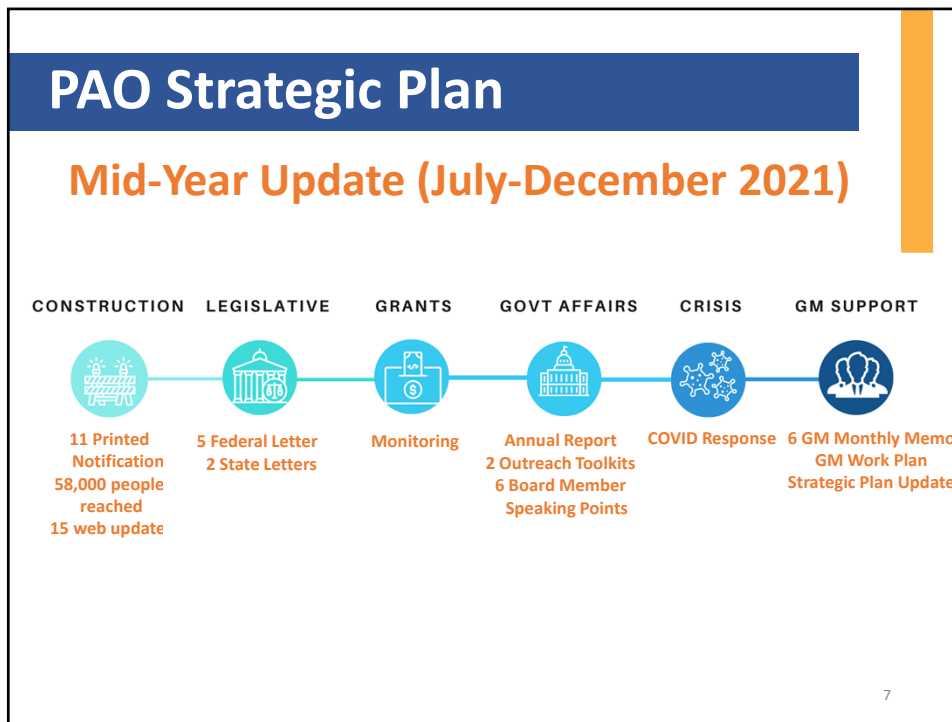 PAO Strategic Plan
Mid-Year Update (July-December 2021)
CONSTRUCTION
11 Printed
Notification
58,000 people
reached
15 web update
LEGISLATIVE
5 Federal Letter
2 State Letters
GRANTS
Monitoring
GOVT AFFAIRS
Annual Report
2 Outreach Toolkits
6 Board Member
Speaking Points
CRISIS
COVID Response
GM SUPPORT
6 GM Monthly Memo
GM Work Plan
Strategic Plan Update
7